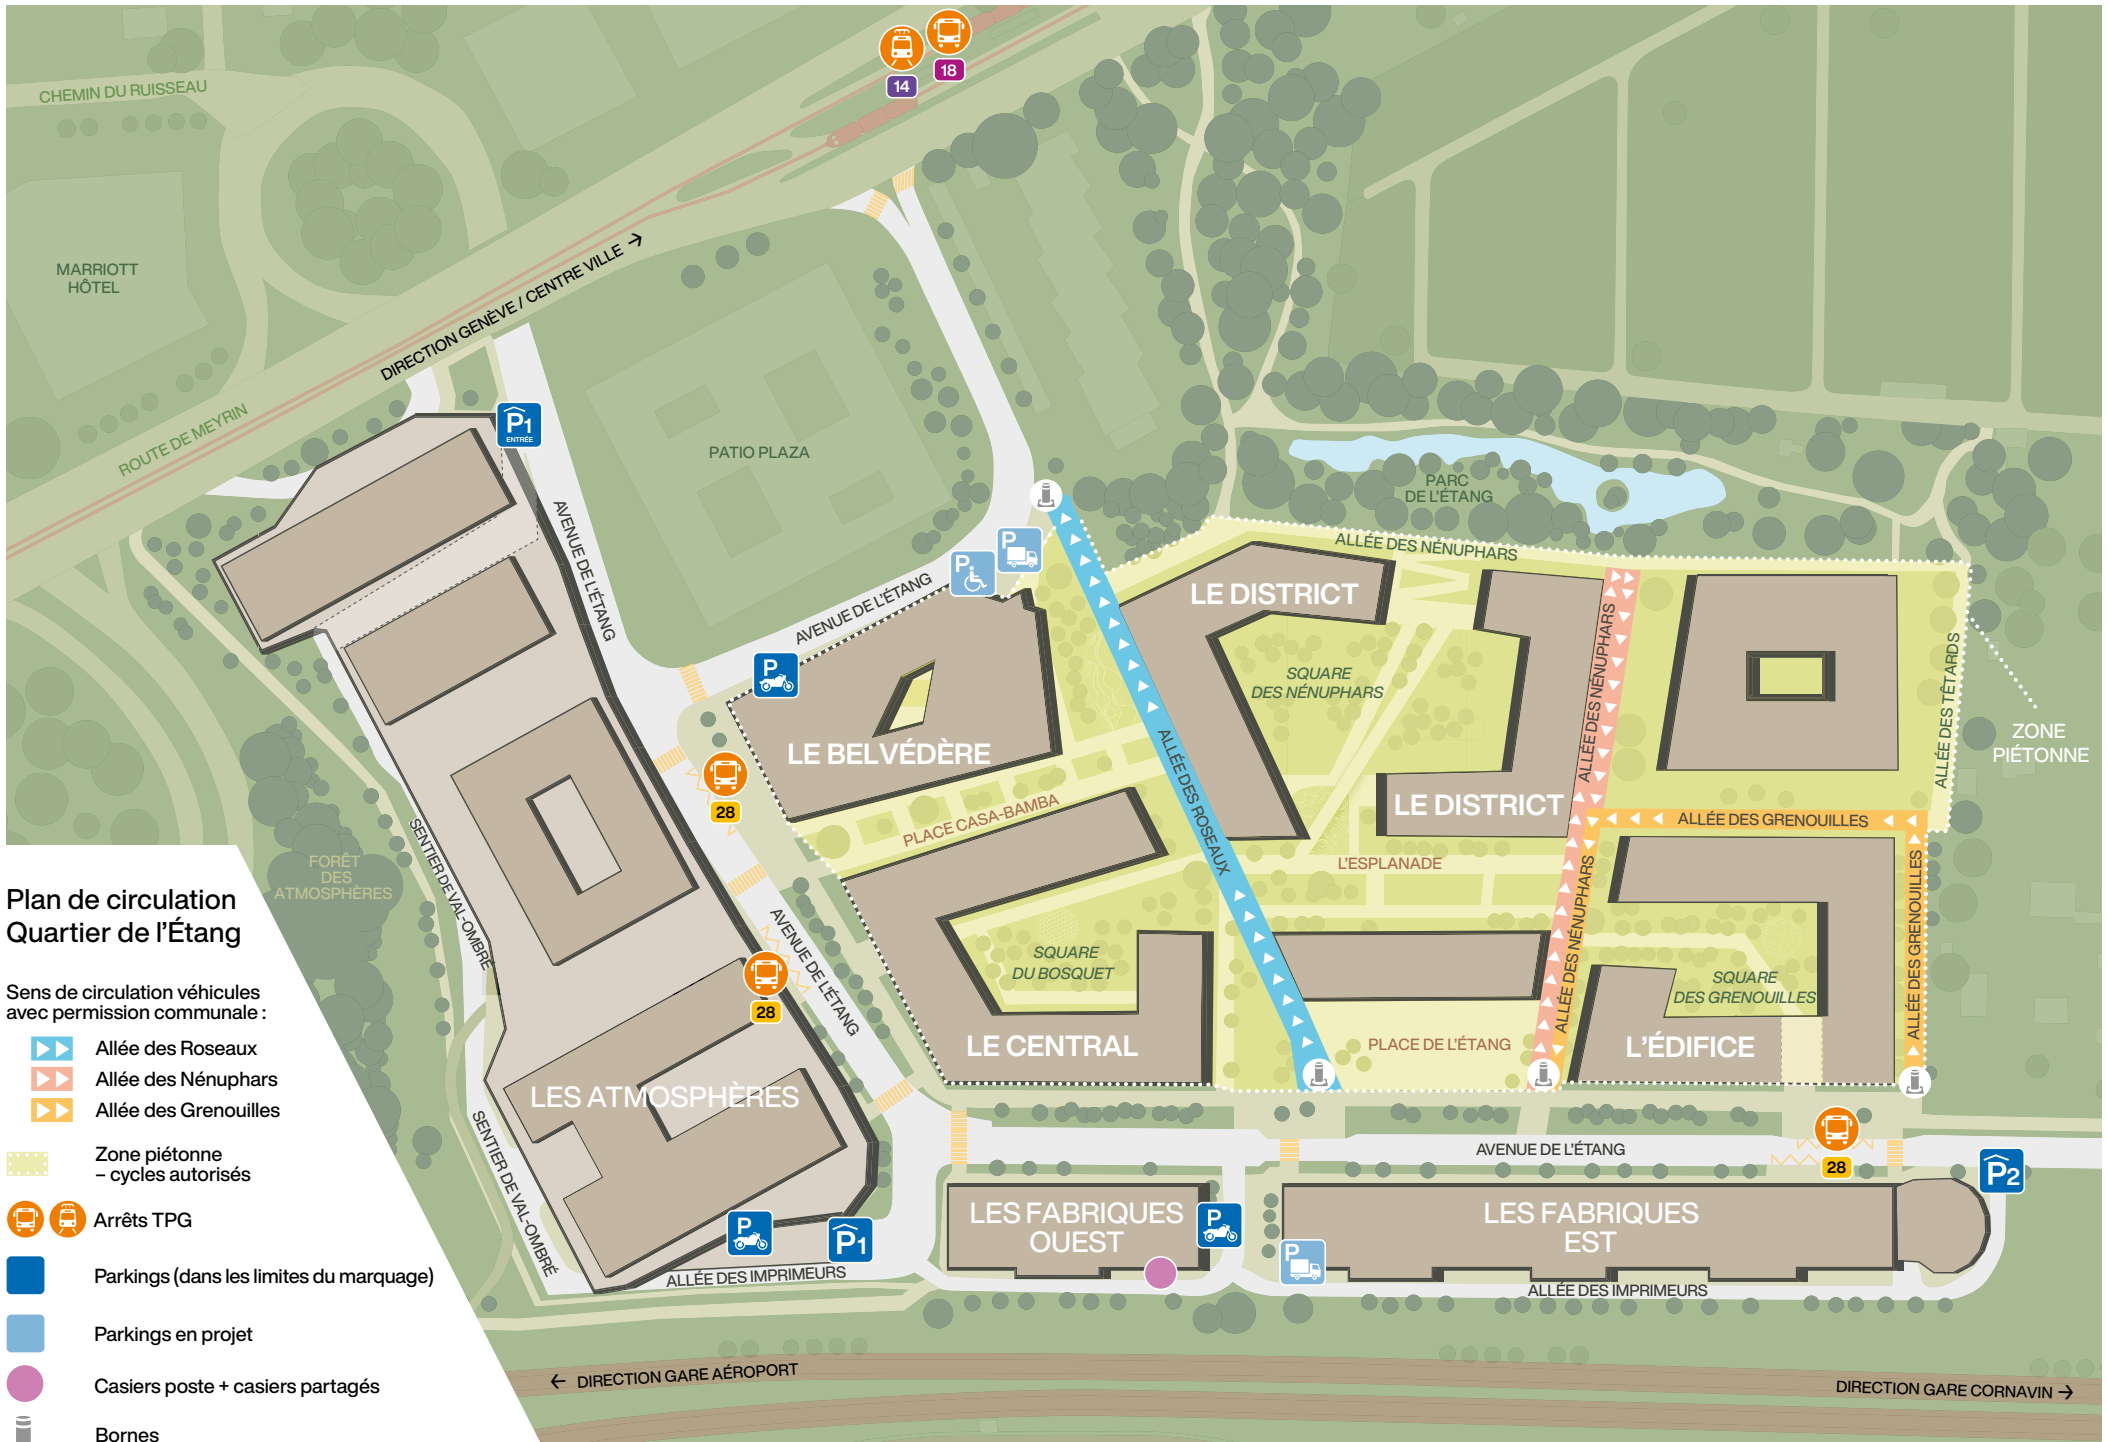 14
18
CHEMIN DU RUISSEAU
MARRIOTT
HÔTEL
DIRECTION GENÈVE / CENTRE VILLE →
ROUTE DE MEYRIN
P1
ENTRÉE
PATIO PLAZA
AVENUE DE L'ÉTANG
PARC
DE L'ÉTANG
ALLÉE DES NÉNUPHARS
P
P
AVENUE DE L'ÉTANG
LE DISTRICT
SQUARE
DES NÉNUPHARS
ALLÉE DES NÉNUPHARS
ALLÉE DES TÊTARDS
ZONE
PIÉTONNE
P
LE BELVÉDÈRE
28
PLACE CASA-BAMBA
ALLÉE DES ROSEAUX
LE DISTRICT
ALLÉE DES GRENOUILLES
L'ESPLANADE
FORÊT
DES
ATMOSPHÈRES
SENTIER DE VAL-OMBRÉ
AVENUE DE L'ÉTANG
28
SQUARE
DU BOSQUET
ALLÉE DES NÉNUPHARS
ALLÉE DES GRENOUILLES
SQUARE
DES GRENOUILLES
LE CENTRAL
PLACE DE L'ÉTANG
L'ÉDIFICE
LES ATMOSPHÈRES
SENTIER DE VAL-OMBRÉ
AVENUE DE L'ÉTANG
28
P2
P
P1
LES FABRIQUES
OUEST
P
P
LES FABRIQUES
EST
ALLÉE DES IMPRIMEURS
ALLÉE DES IMPRIMEURS
← DIRECTION GARE AÉROPORT
DIRECTION GARE CORNAVIN →
Plan de circulation
Quartier de l'Étang
Sens de circulation véhicules
avec permission communale :
Allée des Roseaux
Allée des Nénuphars
Allée des Grenouilles
Zone piétonne
– cycles autorisés
Arrêts TPG
Parkings (dans les limites du marquage)
Parkings en projet
Casiers poste + casiers partagés
Bornes